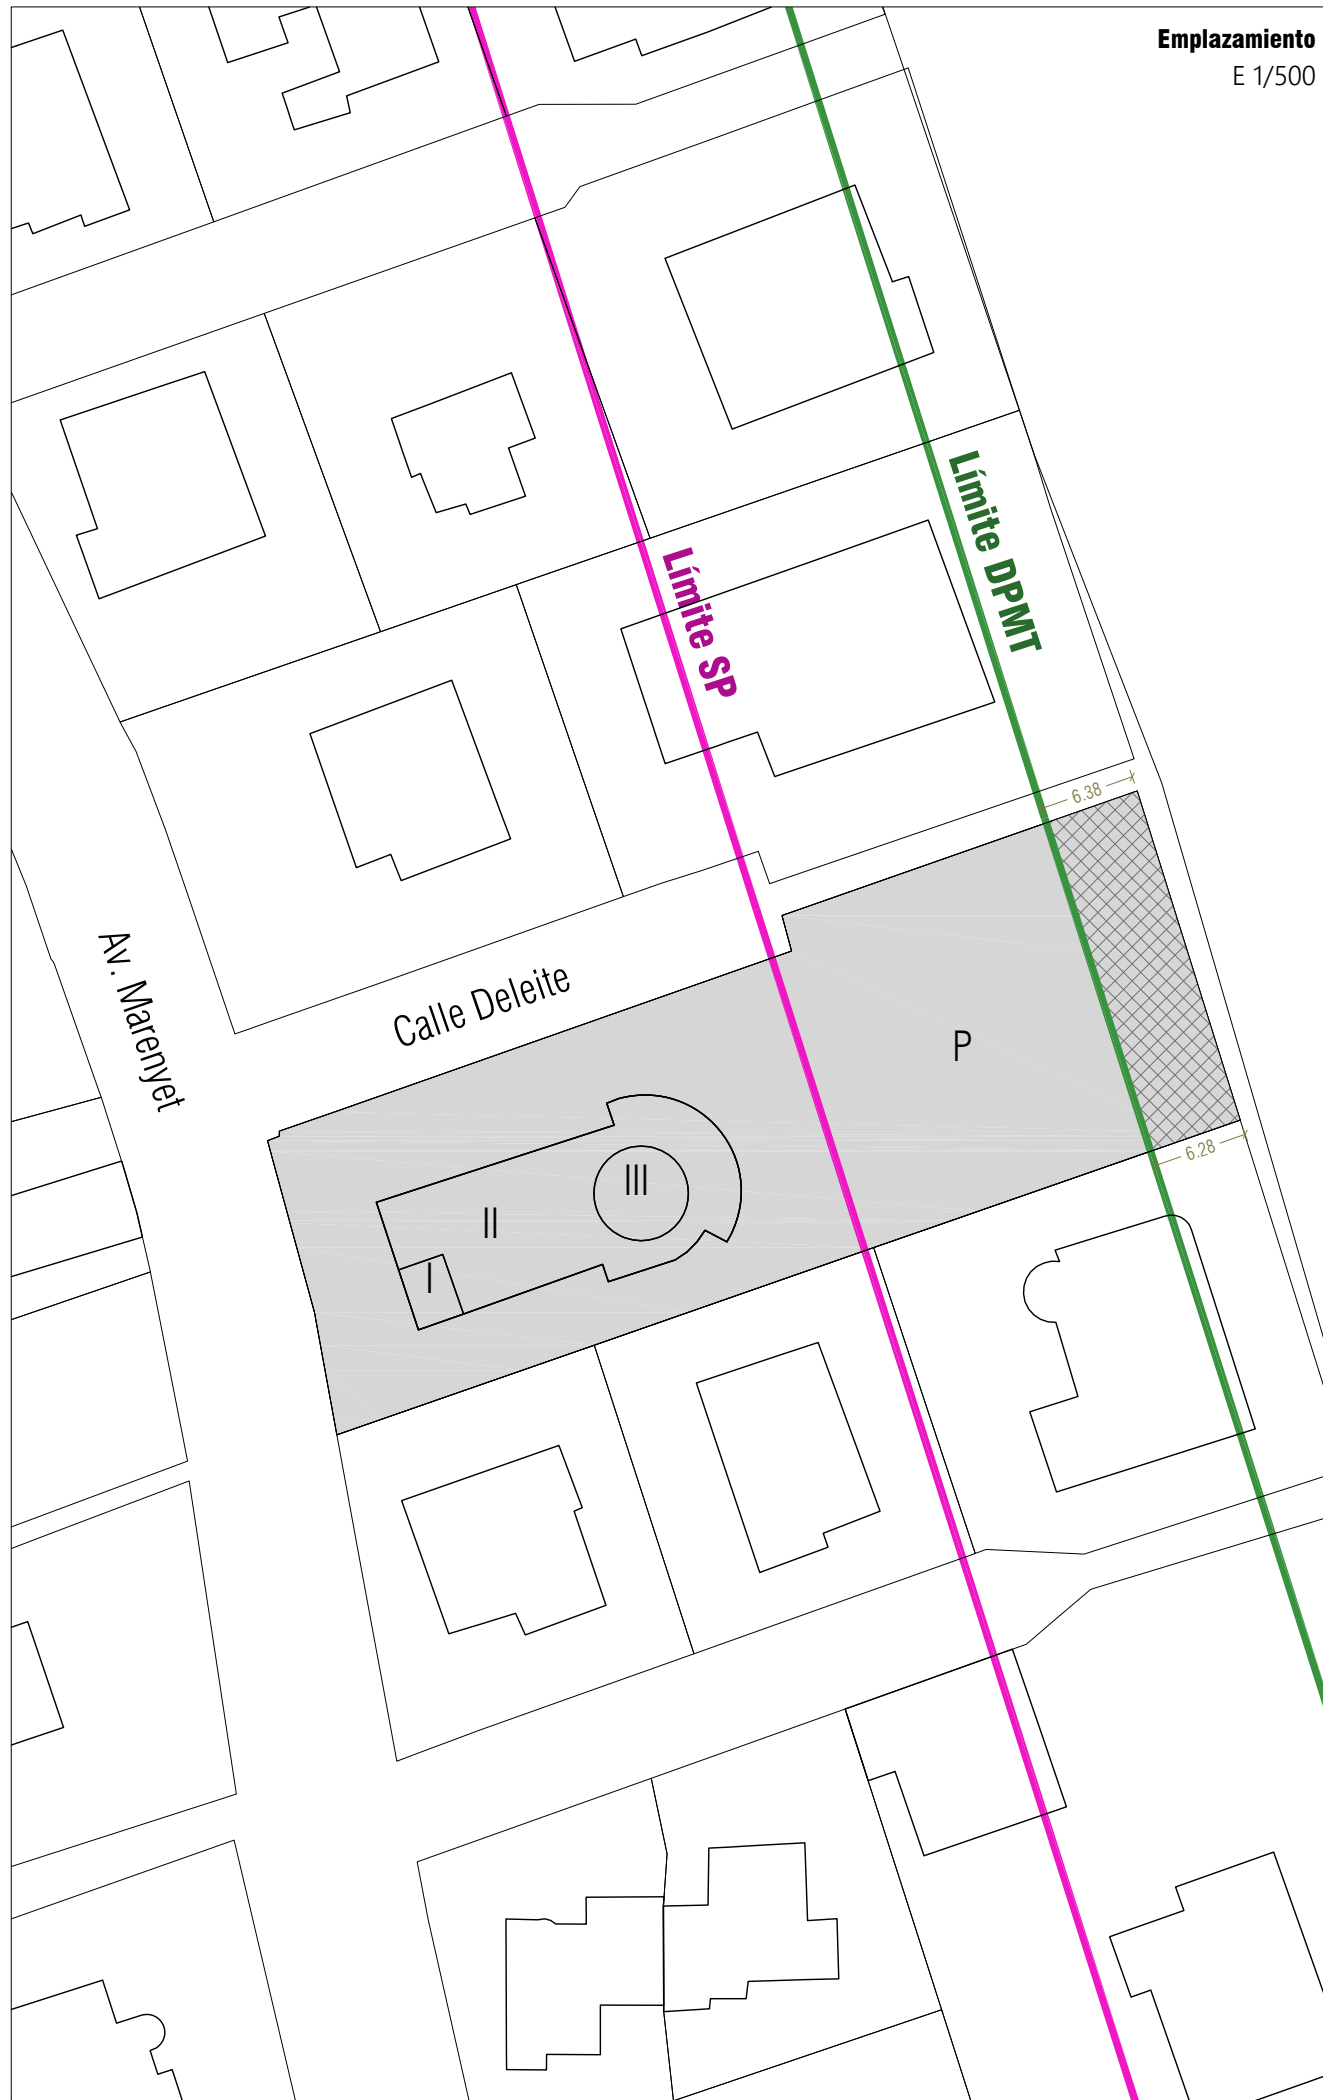 Emplazamiento
E 1/500
Límite DPMT
Límite SP
6.38
Av. Marenyet
Calle Deleite
P
III
II
I
6.28